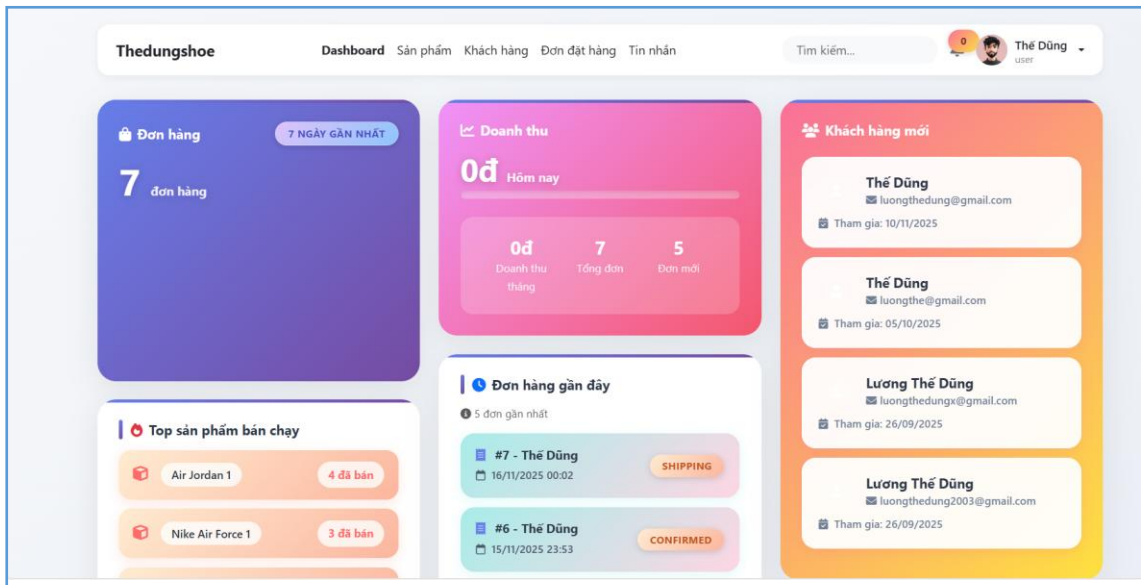 Thedungshoe
Dashboard Sản phẩm Khách hàng Đơn đặt hàng Tin nhắn
Tìm kiếm...
0
Thế Dũng
user
Đơn hàng
7 NGÀY GẦN NHẤT
7 đơn hàng
Top sản phẩm bán chạy
Air Jordan 1
4 đã bán
Nike Air Force 1
3 đã bán
Doanh thu
0đ Hôm nay
0đ
Doanh thu
tháng
7
Tổng đơn
5
Đơn mới
Đơn hàng gần đây
5 đơn gần nhất
#7 - Thế Dũng
16/11/2025 00:02
SHIPPING
#6 - Thế Dũng
15/11/2025 23:53
CONFIRMED
Khách hàng mới
Thế Dũng
luongthedung@gmail.com
Tham gia: 10/11/2025
Thế Dũng
luongthe@gmail.com
Tham gia: 05/10/2025
Lương Thế Dũng
luongthedungx@gmail.com
Tham gia: 26/09/2025
Lương Thế Dũng
luongthedung2003@gmail.com
Tham gia: 26/09/2025